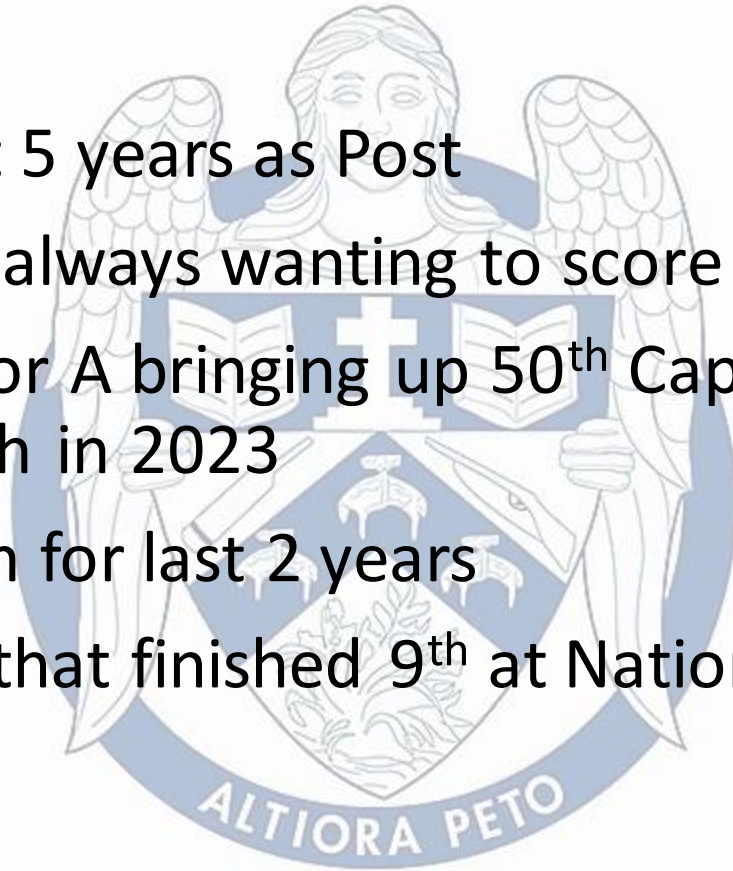 5 years as Post
always wanting to score
or A bringing up 50th Cap
h in 2023
for last 2 years
that finished 9th at Nation
ALTIORA PETO